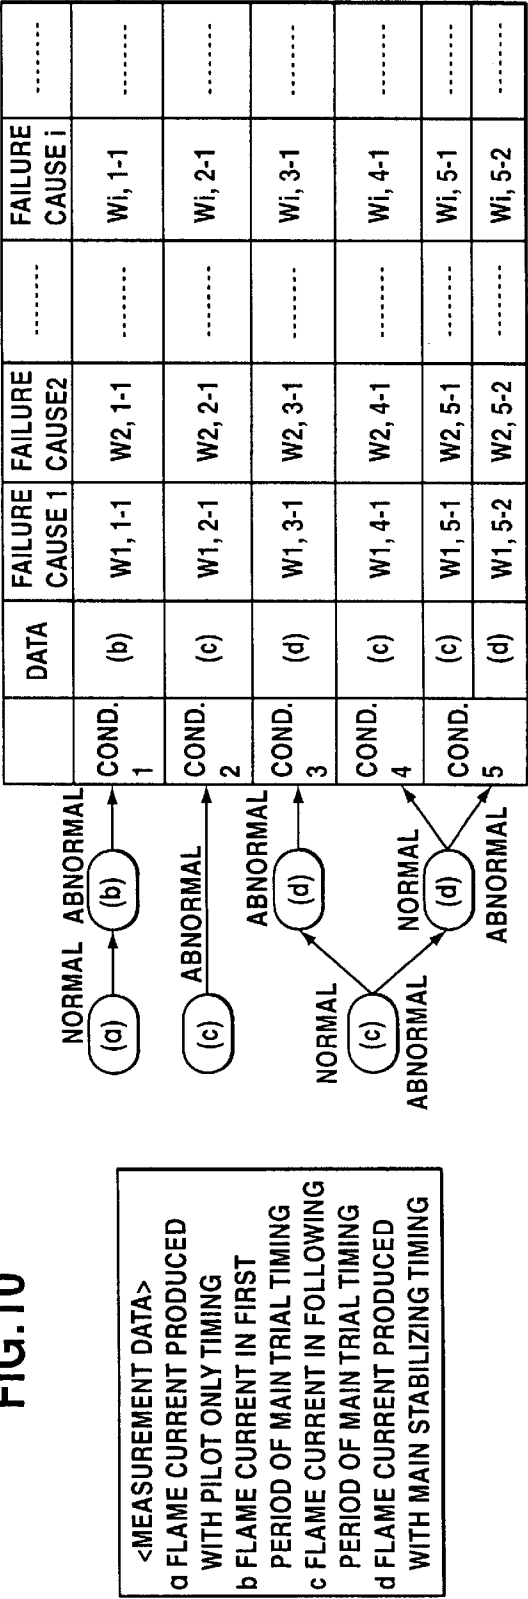 FIG.10
<MEASUREMENT DATA>
a FLAME CURRENT PRODUCED
WITH PILOT ONLY TIMING
b FLAME CURRENT IN FIRST
PERIOD OF MAIN TRIAL TIMING
c FLAME CURRENT IN FOLLOWING
PERIOD OF MAIN TRIAL TIMING
d FLAME CURRENT PRODUCED
WITH MAIN STABILIZING TIMING
NORMAL ABNORMAL
(a) (b)
ABNORMAL
(c)
ABNORMAL
(d)
NORMAL
(c)
ABNORMAL
NORMAL
(d)
ABNORMAL
DATA FAILURE CAUSE 1 FAILURE CAUSE2 --------- FAILURE CAUSE i ---------
COND. 1 (b) W1, 1-1 W2, 1-1 --------- Wi, 1-1 ---------
COND. 2 (c) W1, 2-1 W2, 2-1 --------- Wi, 2-1 ---------
COND. 3 (d) W1, 3-1 W2, 3-1 --------- Wi, 3-1 ---------
COND. 4 (c) W1, 4-1 W2, 4-1 --------- Wi, 4-1 ---------
COND. 5 (c) W1, 5-1 W2, 5-1 --------- Wi, 5-1 ---------
(d) W1, 5-2 W2, 5-2 --------- Wi, 5-2 ---------